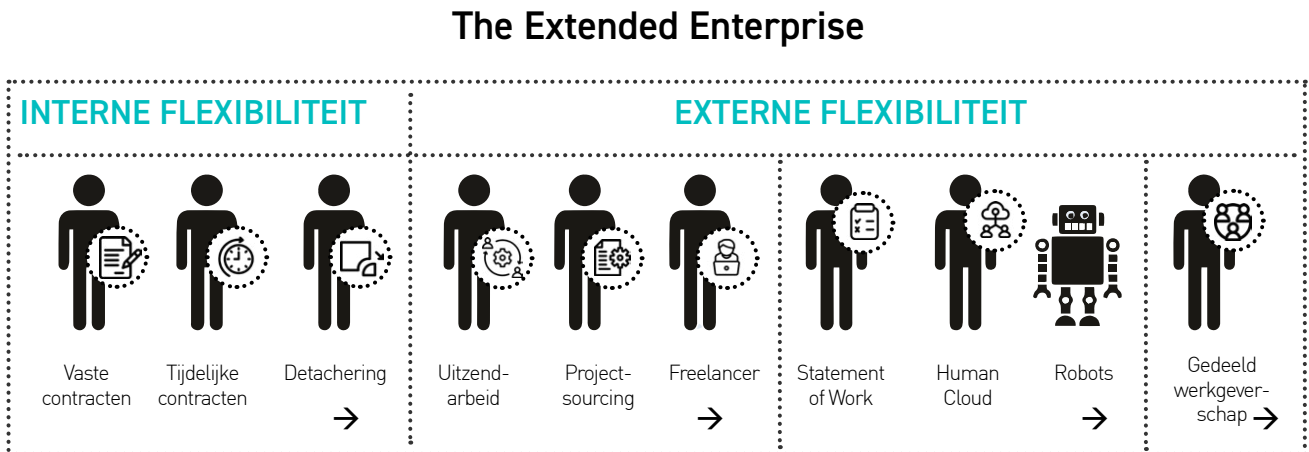 The Extended Enterprise
INTERNE FLEXIBILITEIT
EXTERNE FLEXIBILITEIT
Vaste
contracten
Tijdelijke
contracten
Detachering
→
Uitzend-
arbeid
Project-
sourcing
Freelancer
→
Statement
of Work
Human
Cloud
Robots
→
Gedeeld
werkgever-
schap →